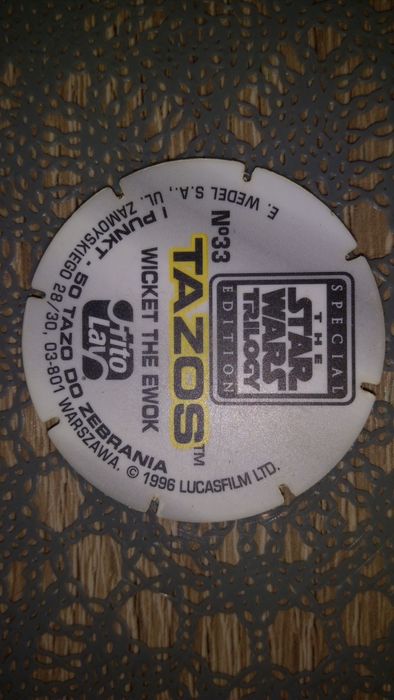 SPECIAL
THE
STAR
WARS
TRILOGY
EDITION
Nº33
TAZOS™
WICKET THE EWOK
Frito
Lay
1 PUNKT - 50 TAZO DO ZEBRANIA
E. WEDEL S.A., UL. ZAMOYSKIEGO 28/30, 03-801 WARSZAWA. © 1996 LUCASFILM LTD.